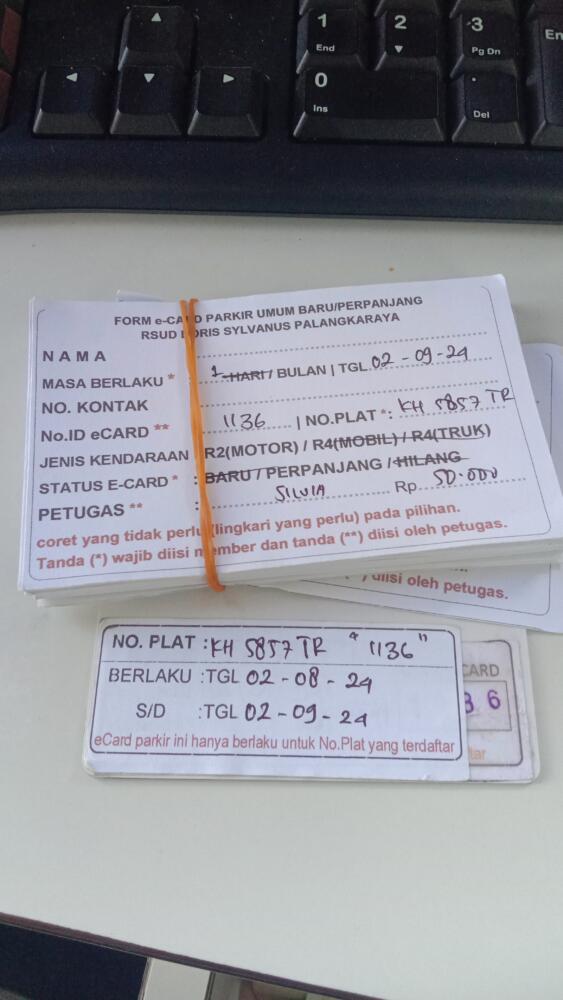 1
End
2
3
Pg Dn
En
0
Ins
.
Del
FORM e-CARD PARKIR UMUM BARU/PERPANJANG
RSUD DORIS SYLVANUS PALANGKARAYA
NAMA
MASA BERLAKU * 1 HARI / BULAN | TGL 02 - 09 - 24
NO. KONTAK
No.ID eCARD ** 1136 | NO.PLAT *: KH 5857 TR
JENIS KENDARAAN R2(MOTOR) / R4(MOBIL) / R4(TRUK)
STATUS E-CARD * : BARU / PERPANJANG / HILANG
PETUGAS ** : SILVIA Rp. 50.000
coret yang tidak perlu (lingkari yang perlu) pada pilihan.
Tanda (*) wajib diisi member dan tanda (**) diisi oleh petugas.
) diisi oleh petugas.
NO. PLAT : KH 5857 TR "1136"
BERLAKU : TGL 02 - 08 - 24
S/D : TGL 02 - 09 - 24
eCard parkir ini hanya berlaku untuk No.Plat yang terdaftar
CARD
3 6
tar